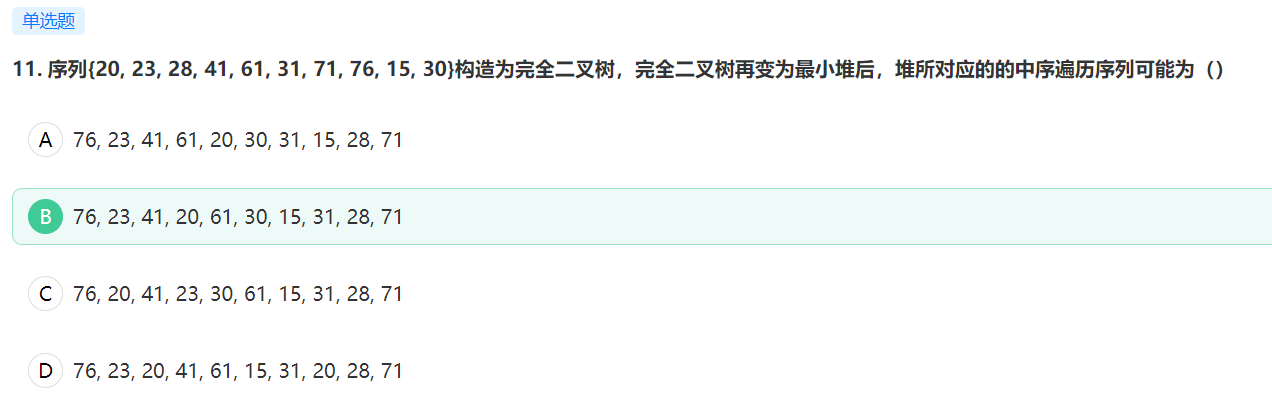 单选题
11. 序列{20, 23, 28, 41, 61, 31, 71, 76, 15, 30}构造为完全二叉树，完全二叉树再变为最小堆后，堆所对应的的中序遍历序列可能为（）
A 76, 23, 41, 61, 20, 30, 31, 15, 28, 71
B 76, 23, 41, 20, 61, 30, 15, 31, 28, 71
C 76, 20, 41, 23, 30, 61, 15, 31, 28, 71
D 76, 23, 20, 41, 61, 15, 31, 20, 28, 71